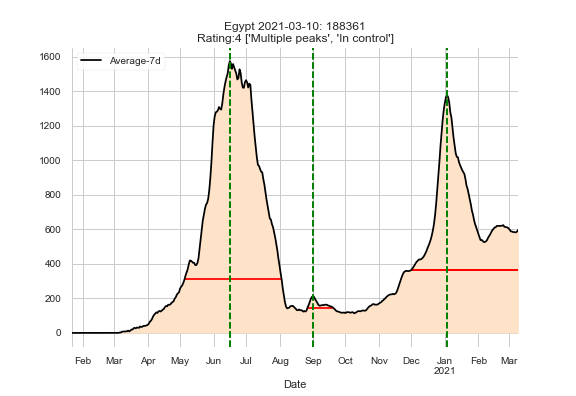 Egypt 2021-03-10: 188361
Rating:4 ['Multiple peaks', 'In control']
Average-7d
1600
1400
1200
1000
800
600
400
200
0
Feb Mar Apr May Jun Jul Aug Sep Oct Nov Dec Jan Feb Mar
2021
Date